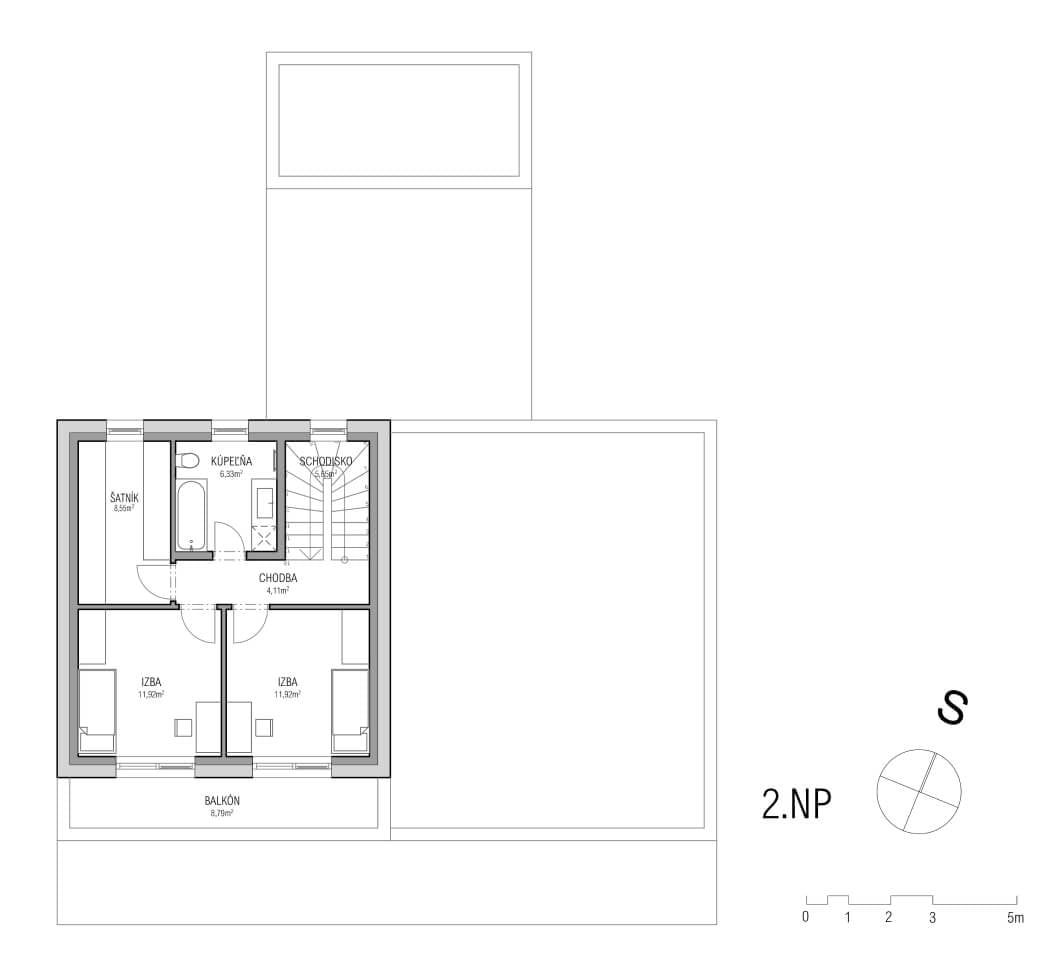 KÚPEĽŇA
6,33m²
SCHODISKO
5,65m²
ŠATNÍK
8,55m²
CHODBA
4,11m²
IZBA
11,92m²
IZBA
11,92m²
BALKÓN
8,79m²
S
2.NP
0 1 2 3 5m